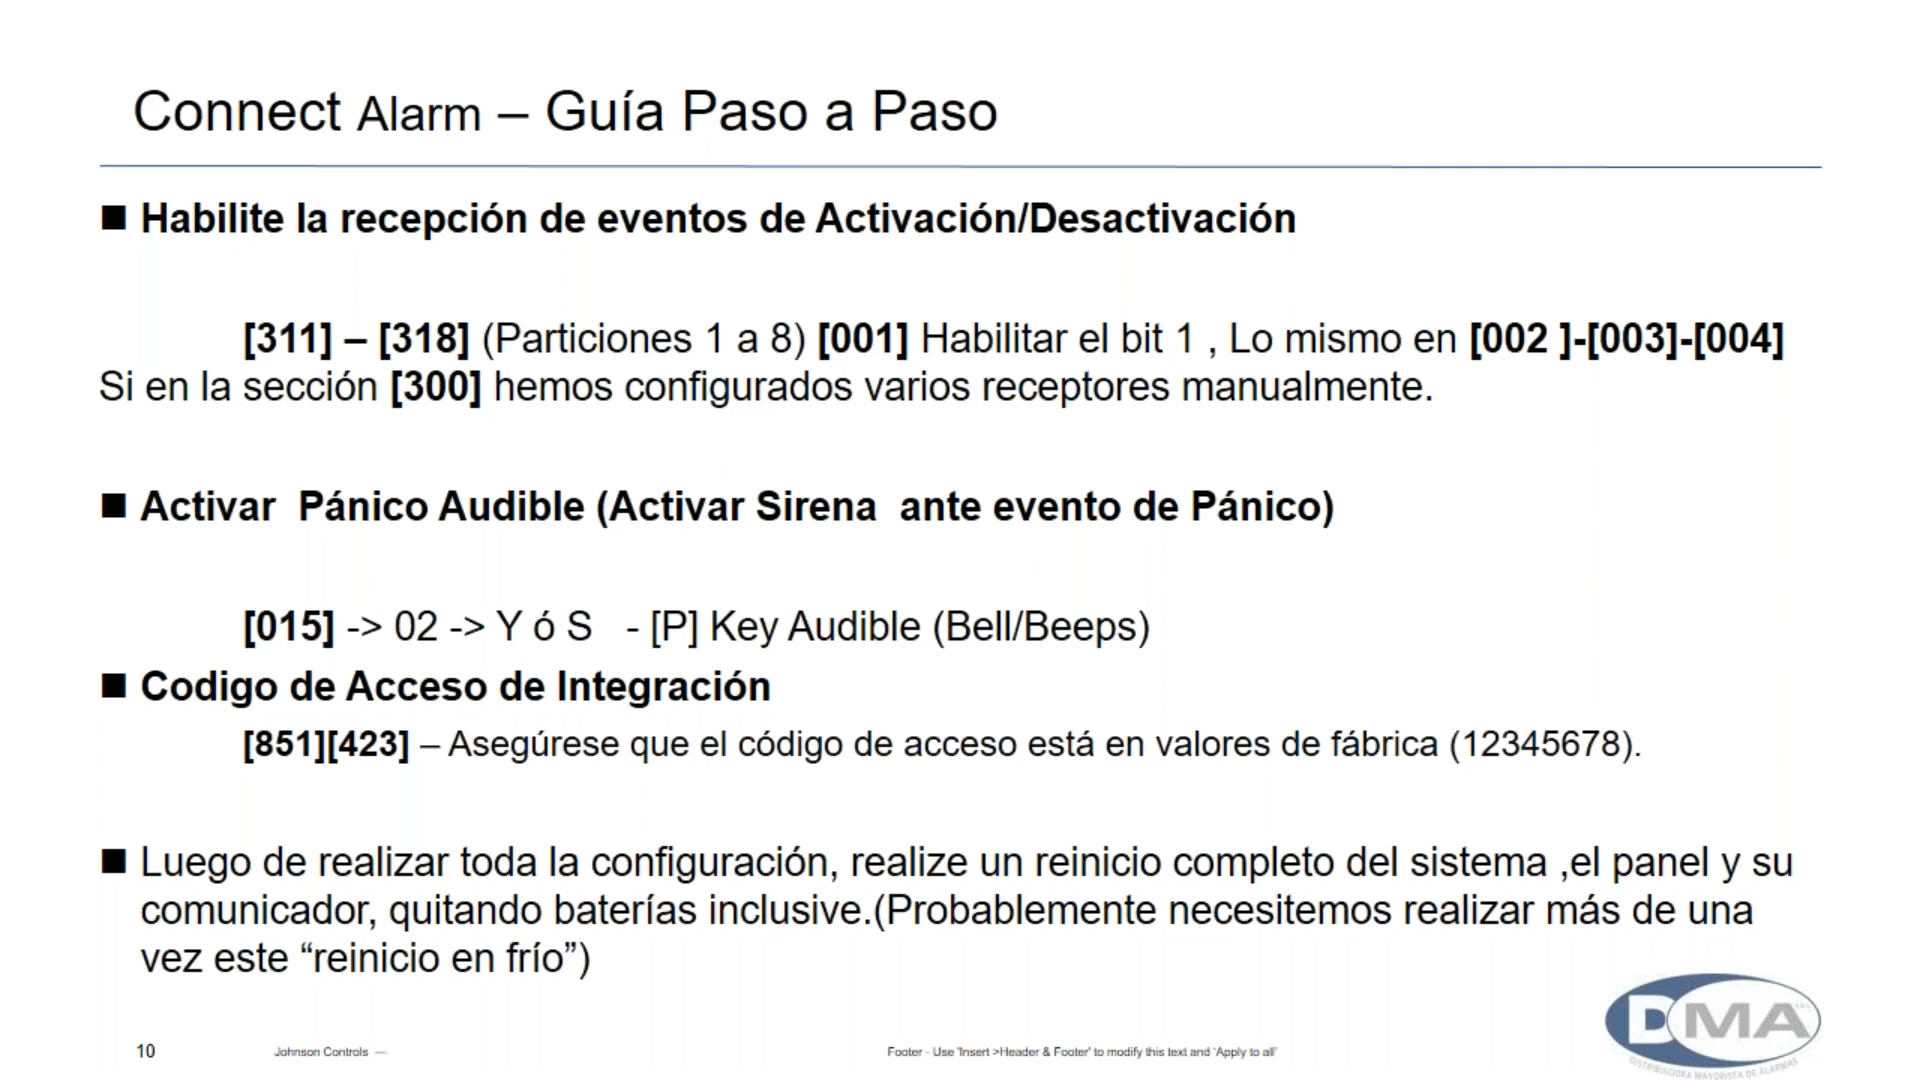 Connect Alarm – Guía Paso a Paso
■ Habilite la recepción de eventos de Activación/Desactivación
[311] – [318] (Particiones 1 a 8) [001] Habilitar el bit 1 , Lo mismo en [002 ]-[003]-[004]
Si en la sección [300] hemos configurados varios receptores manualmente.
■ Activar  Pánico Audible (Activar Sirena  ante evento de Pánico)
[015] -> 02 -> Y ó S   - [P] Key Audible (Bell/Beeps)
■ Codigo de Acceso de Integración
[851][423] – Asegúrese que el código de acceso está en valores de fábrica (12345678).
■ Luego de realizar toda la configuración, realize un reinicio completo del sistema ,el panel y su
comunicador, quitando baterías inclusive.(Probablemente necesitemos realizar más de una
vez este “reinicio en frío”)
DMA
DISTRIBUIDORA MAYORISTA DE ALARMAS
10
Johnson Controls —
Footer - Use 'Insert >Header & Footer' to modify this text and 'Apply to all'